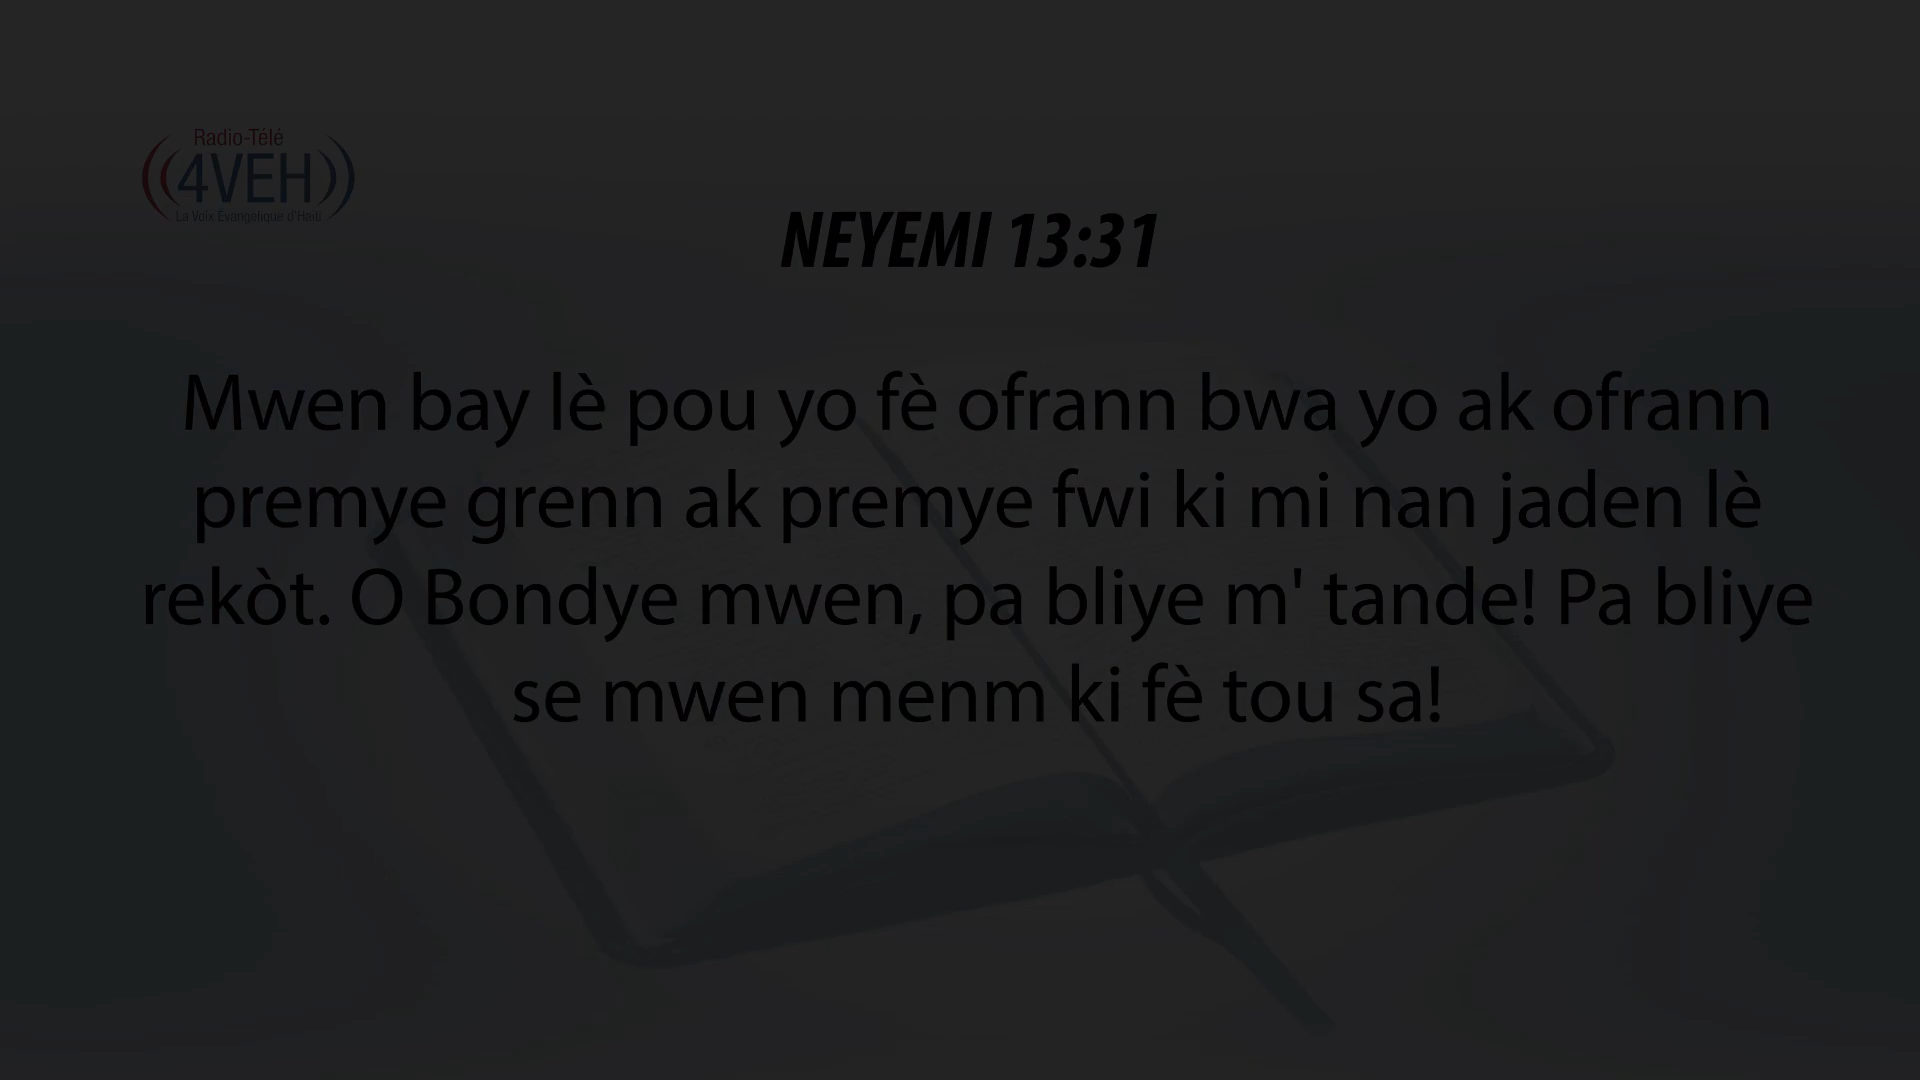 Radio-Télé
4VEH
La Voix Évangélique d'Haïti
NEYEMI 13:31
Mwen bay lè pou yo fè ofrann bwa yo ak ofrann
premye grenn ak premye fwi ki mi nan jaden lè
rekòt. O Bondye mwen, pa bliye m' tande! Pa bliye
se mwen menm ki fè tou sa!